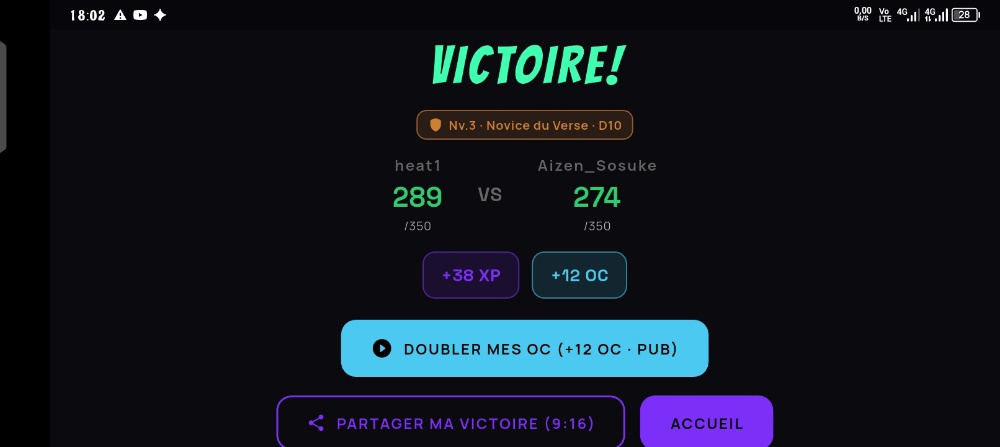 18:02 0,00 B/S Vo LTE 4G 4G 28
VICTOIRE!
Nv.3 · Novice du Verse · D10
heat1 Aizen_Sosuke
289 VS 274
/350 /350
+38 XP +12 OC
DOUBLER MES OC (+12 OC · PUB)
PARTAGER MA VICTOIRE (9:16) ACCUEIL